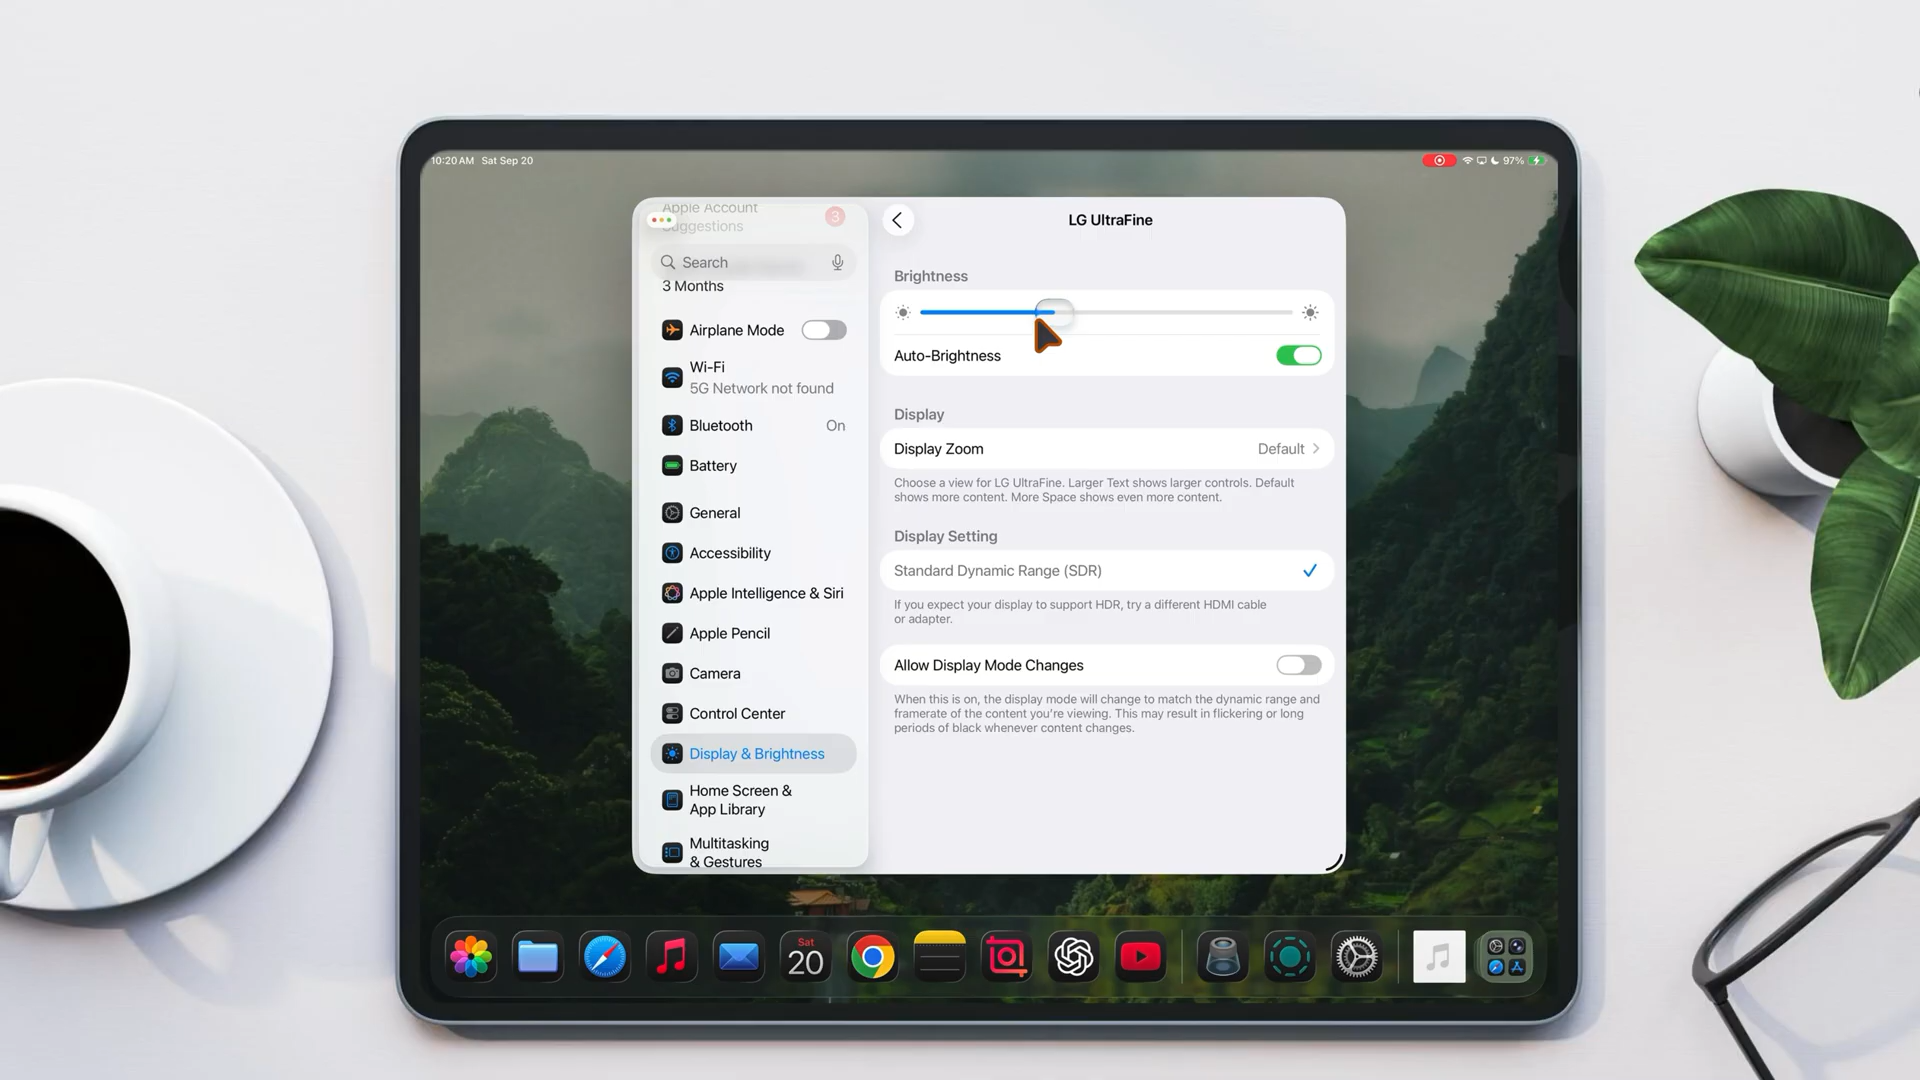 10:20 AM Sat Sep 20
97%
Apple Account
Suggestions
3
Search
3 Months
Airplane Mode
Wi-Fi
5G Network not found
Bluetooth On
Battery
General
Accessibility
Apple Intelligence & Siri
Apple Pencil
Camera
Control Center
Display & Brightness
Home Screen &
App Library
Multitasking
& Gestures
LG UltraFine
Brightness
Auto-Brightness
Display
Display Zoom Default
Choose a view for LG UltraFine. Larger Text shows larger controls. Default
shows more content. More Space shows even more content.
Display Setting
Standard Dynamic Range (SDR)
If you expect your display to support HDR, try a different HDMI cable
or adapter.
Allow Display Mode Changes
When this is on, the display mode will change to match the dynamic range and
framerate of the content you're viewing. This may result in flickering or long
periods of black whenever content changes.
Sat
20